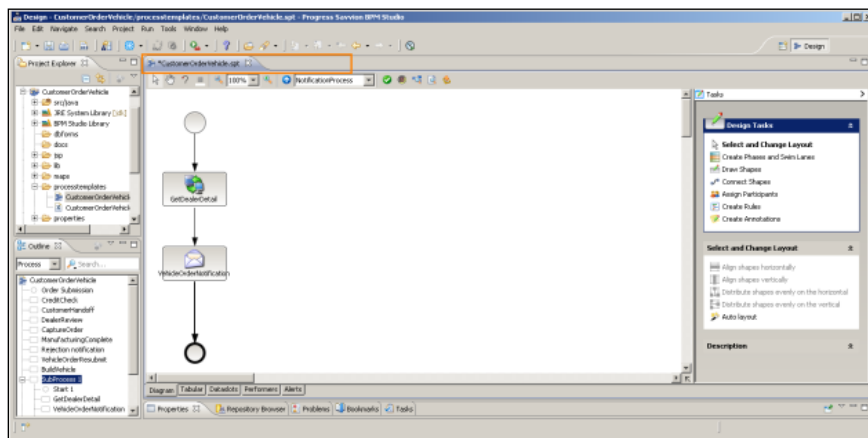 Design - CustomerOrderVehicle/processtemplates/CustomerOrderVehicle.spt - Progress Savvion BPM Studio
File Edit Navigate Search Project Run Tools Window Help
Design
Project Explorer
*CustomerOrderVehicle.spt
100%
NotificationProcess
Tasks
CustomerOrderVehicle
src/java
JRE System Library [jdk]
BPM Studio Library
dbforms
docs
jsp
lib
maps
processtemplates
CustomerOrderVehicl
CustomerOrderVehicl
properties
GetDealerDetail
VehicleOrderNotification
Design Tasks
Select and Change Layout
Create Phases and Swim Lanes
Draw Shapes
Connect Shapes
Assign Participants
Create Rules
Create Annotations
Select and Change Layout
Align shapes horizontally
Align shapes vertically
Distribute shapes evenly on the horizontal
Distribute shapes evenly on the vertical
Auto layout
Description
Outline
Process
Search...
CustomerOrderVehicle
Order Submission
CreditCheck
CustomerHandoff
DealerReview
CaptureOrder
ManufacturingComplete
Rejection notification
VehicleOrderResubmit
BuildVehicle
SubProcess 1
Start 1
GetDealerDetail
VehicleOrderNotification
Diagram Tabular Dataslots Performers Alerts
Properties Repository Browser Problems Bookmarks Tasks